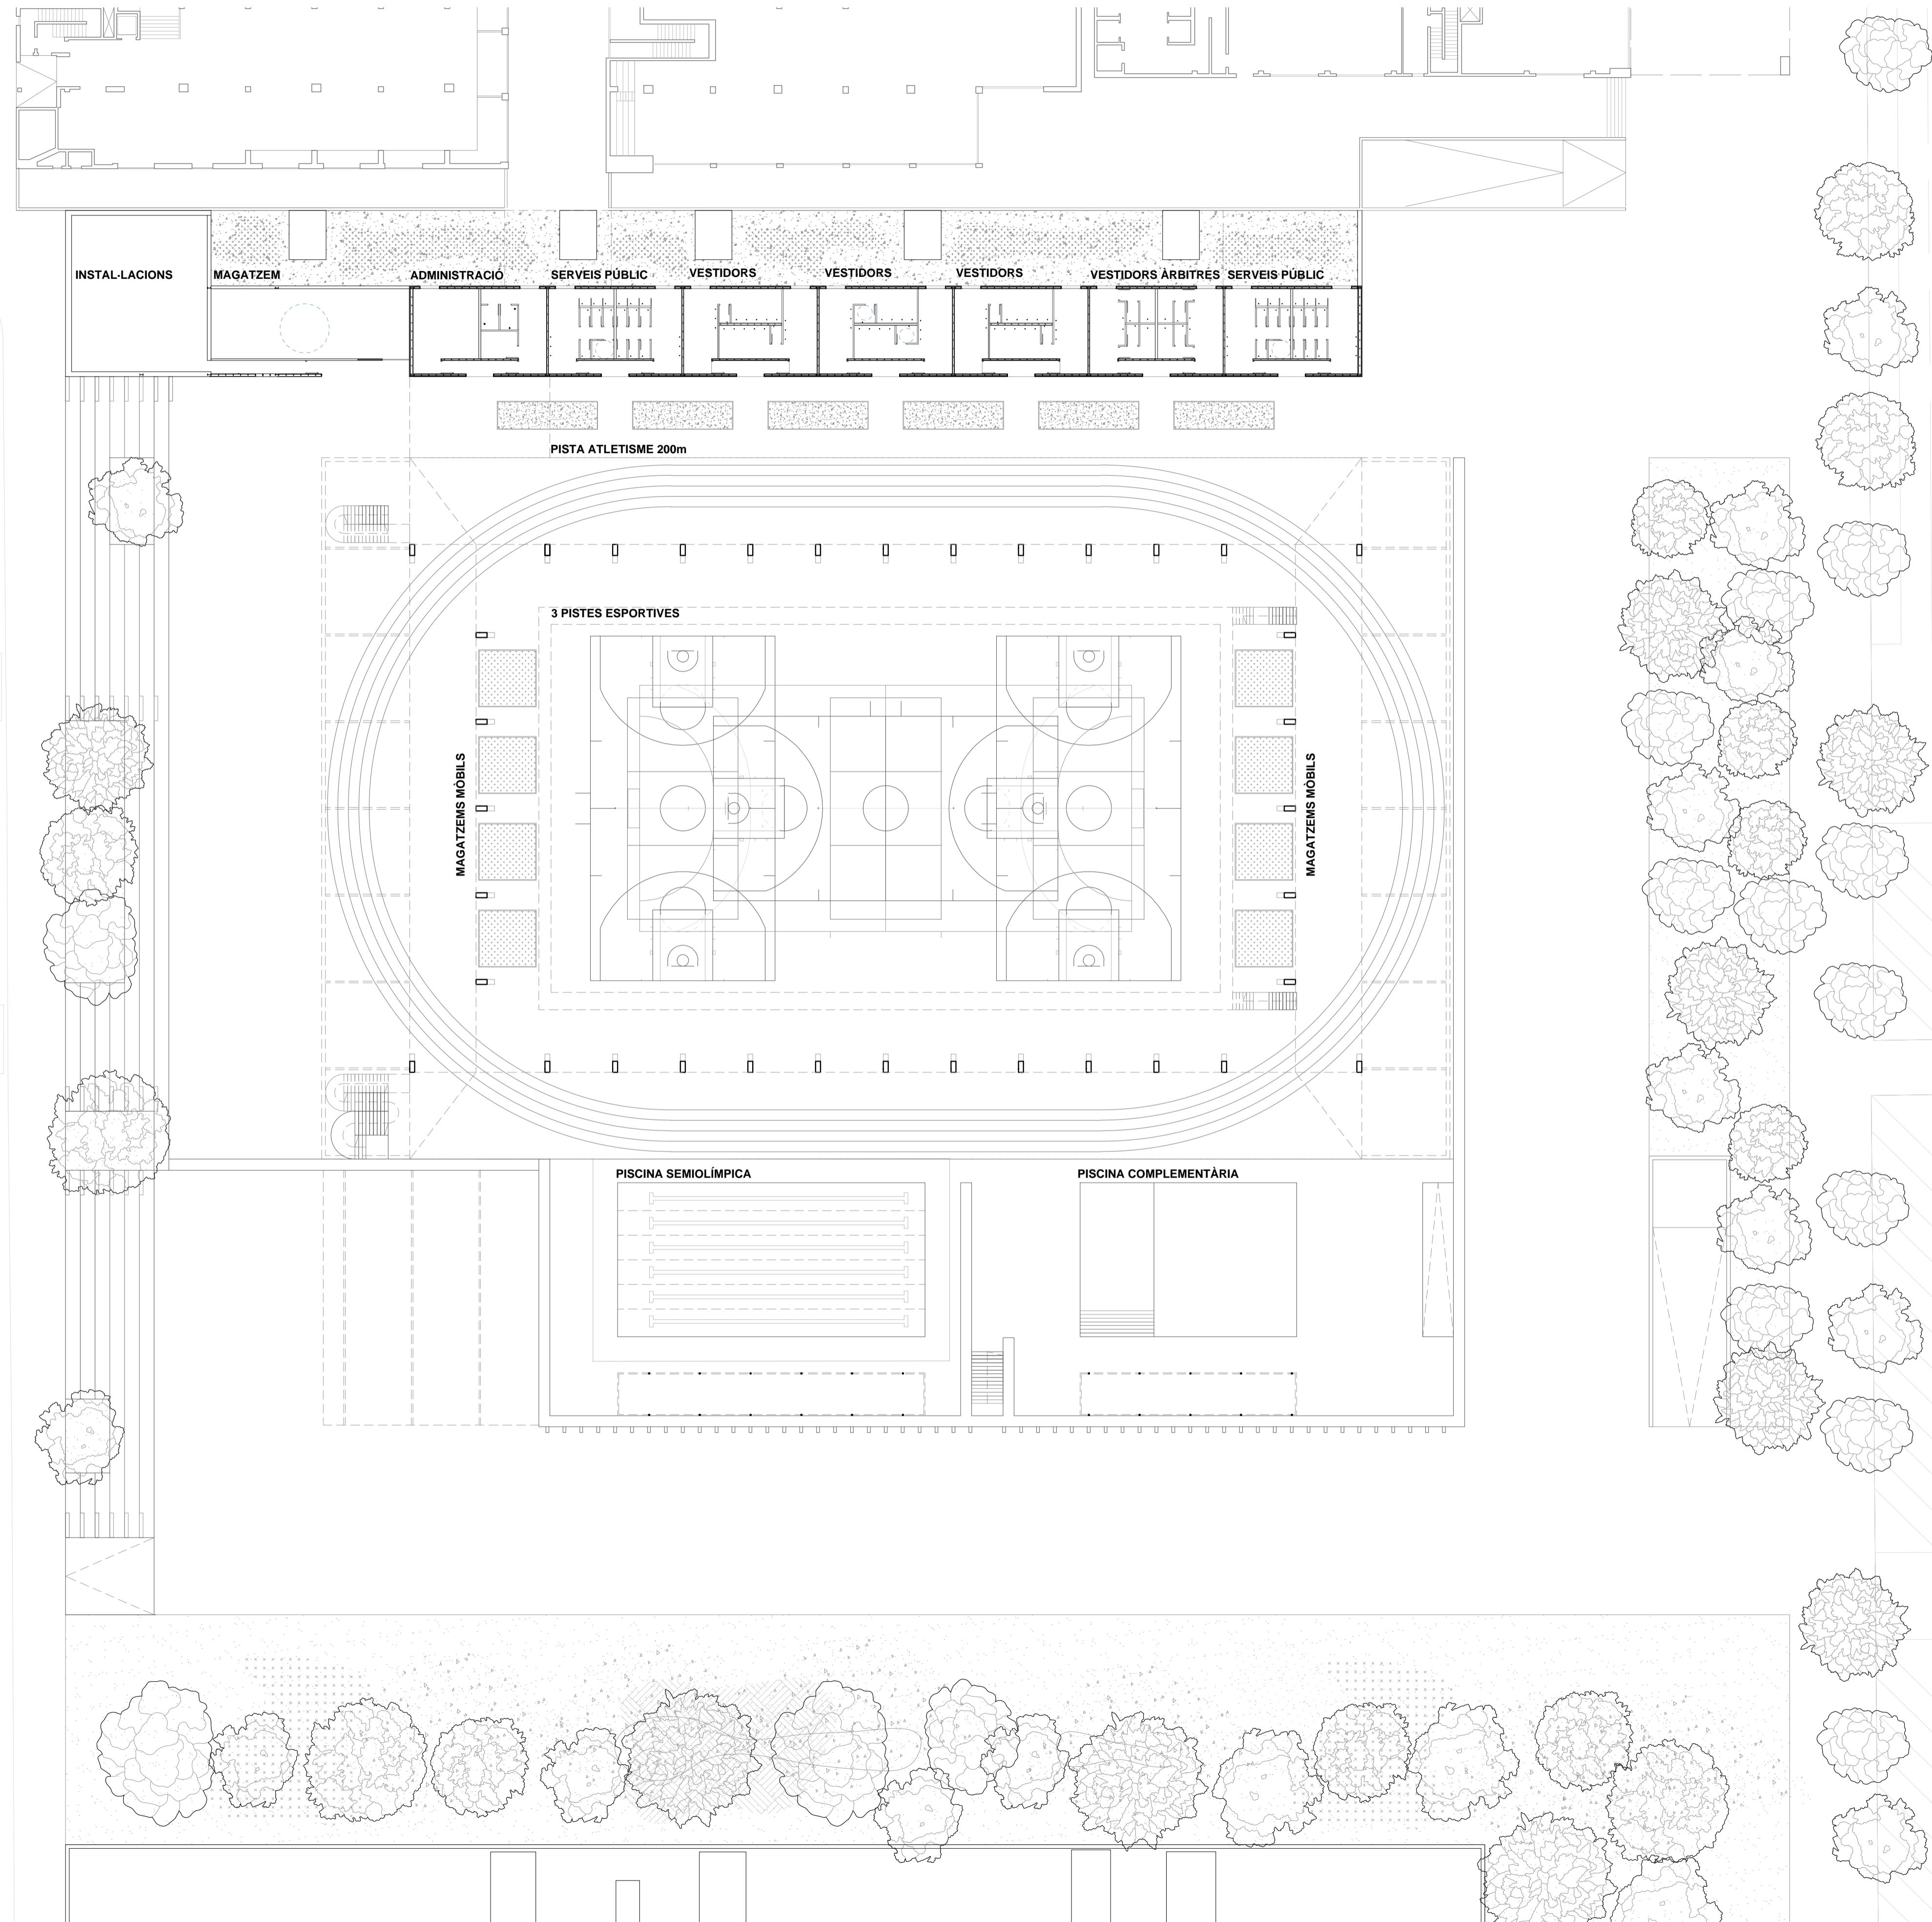 INSTAL·LACIONS
MAGATZEM
ADMINISTRACIÓ
SERVEIS PÚBLIC
VESTIDORS
VESTIDORS
VESTIDORS
VESTIDORS ÀRBITRES
SERVEIS PÚBLIC
PISTA ATLETISME 200m
3 PISTES ESPORTIVES
MAGATZEMS MÒBILS
MAGATZEMS MÒBILS
PISCINA SEMIOLÍMPICA
PISCINA COMPLEMENTÀRIA